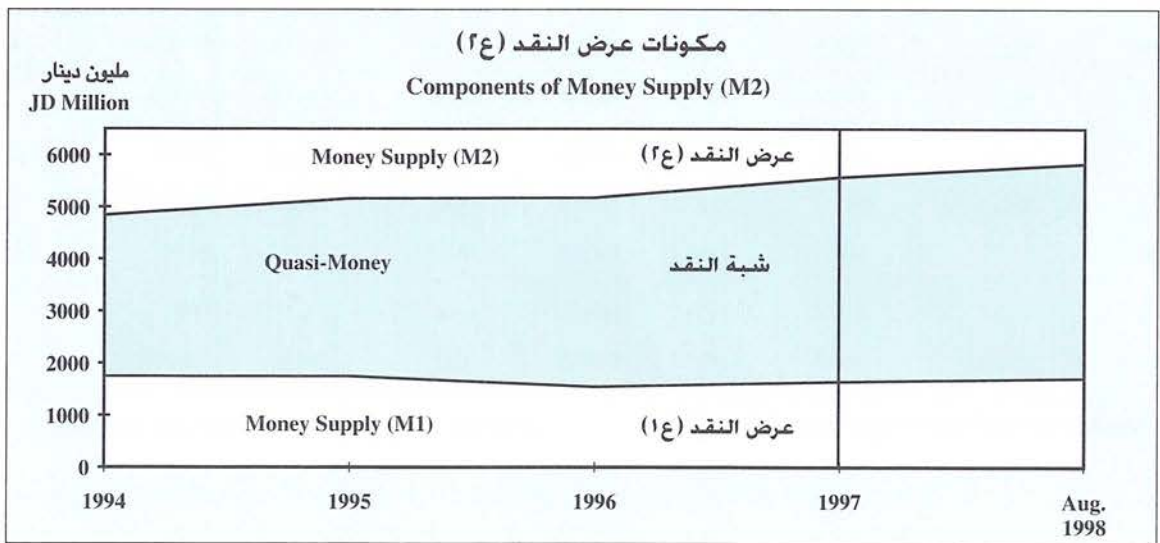 مكونات عرض النقد (ع٢)
Components of Money Supply (M2)
مليون دينار
JD Million
6000
5000
4000
3000
2000
1000
0
Money Supply (M2) عرض النقد (ع٢)
Quasi-Money شبة النقد
Money Supply (M1) عرض النقد (ع١)
1994 1995 1996 1997 Aug.
1998